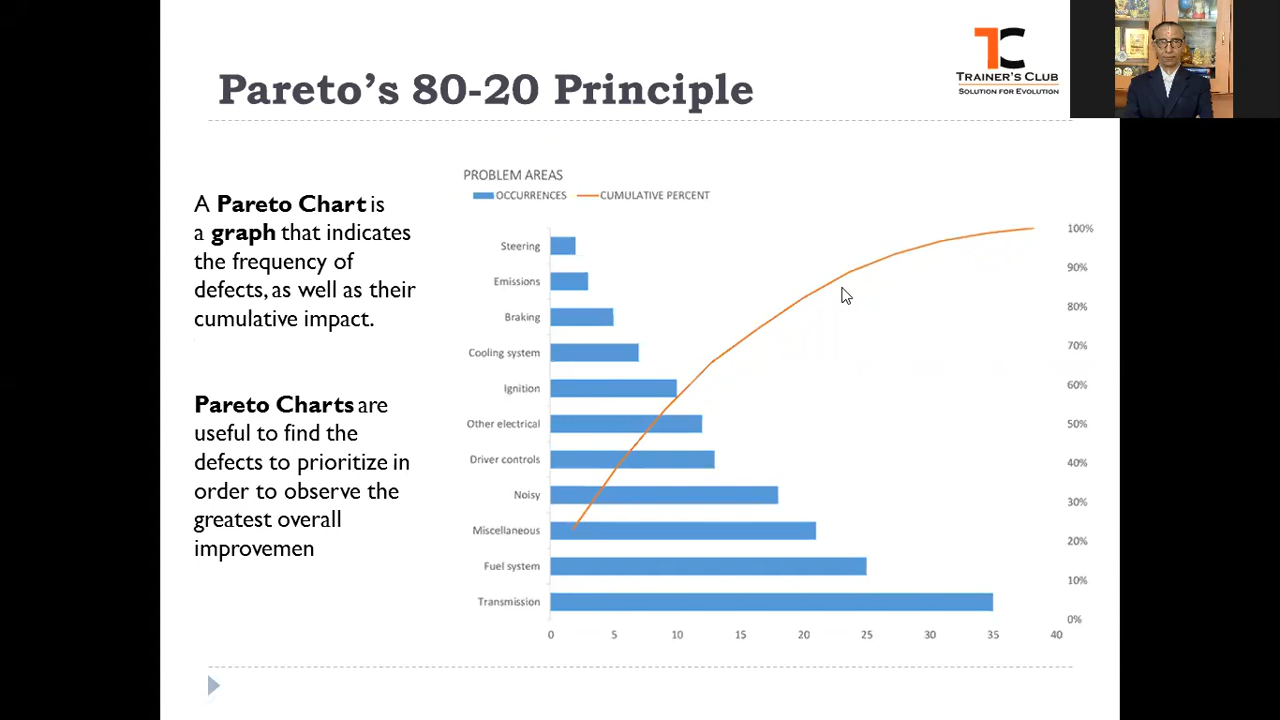 TC
TRAINER'S CLUB
SOLUTION FOR EVOLUTION
Pareto's 80-20 Principle
A Pareto Chart is
a graph that indicates
the frequency of
defects, as well as their
cumulative impact.
Pareto Charts are
useful to find the
defects to prioritize in
order to observe the
greatest overall
improvemen
PROBLEM AREAS
OCCURRENCES CUMULATIVE PERCENT
Steering
Emissions
Braking
Cooling system
Ignition
Other electrical
Driver controls
Noisy
Miscellaneous
Fuel system
Transmission
0 5 10 15 20 25 30 35 40
100%
90%
80%
70%
60%
50%
40%
30%
20%
10%
0%